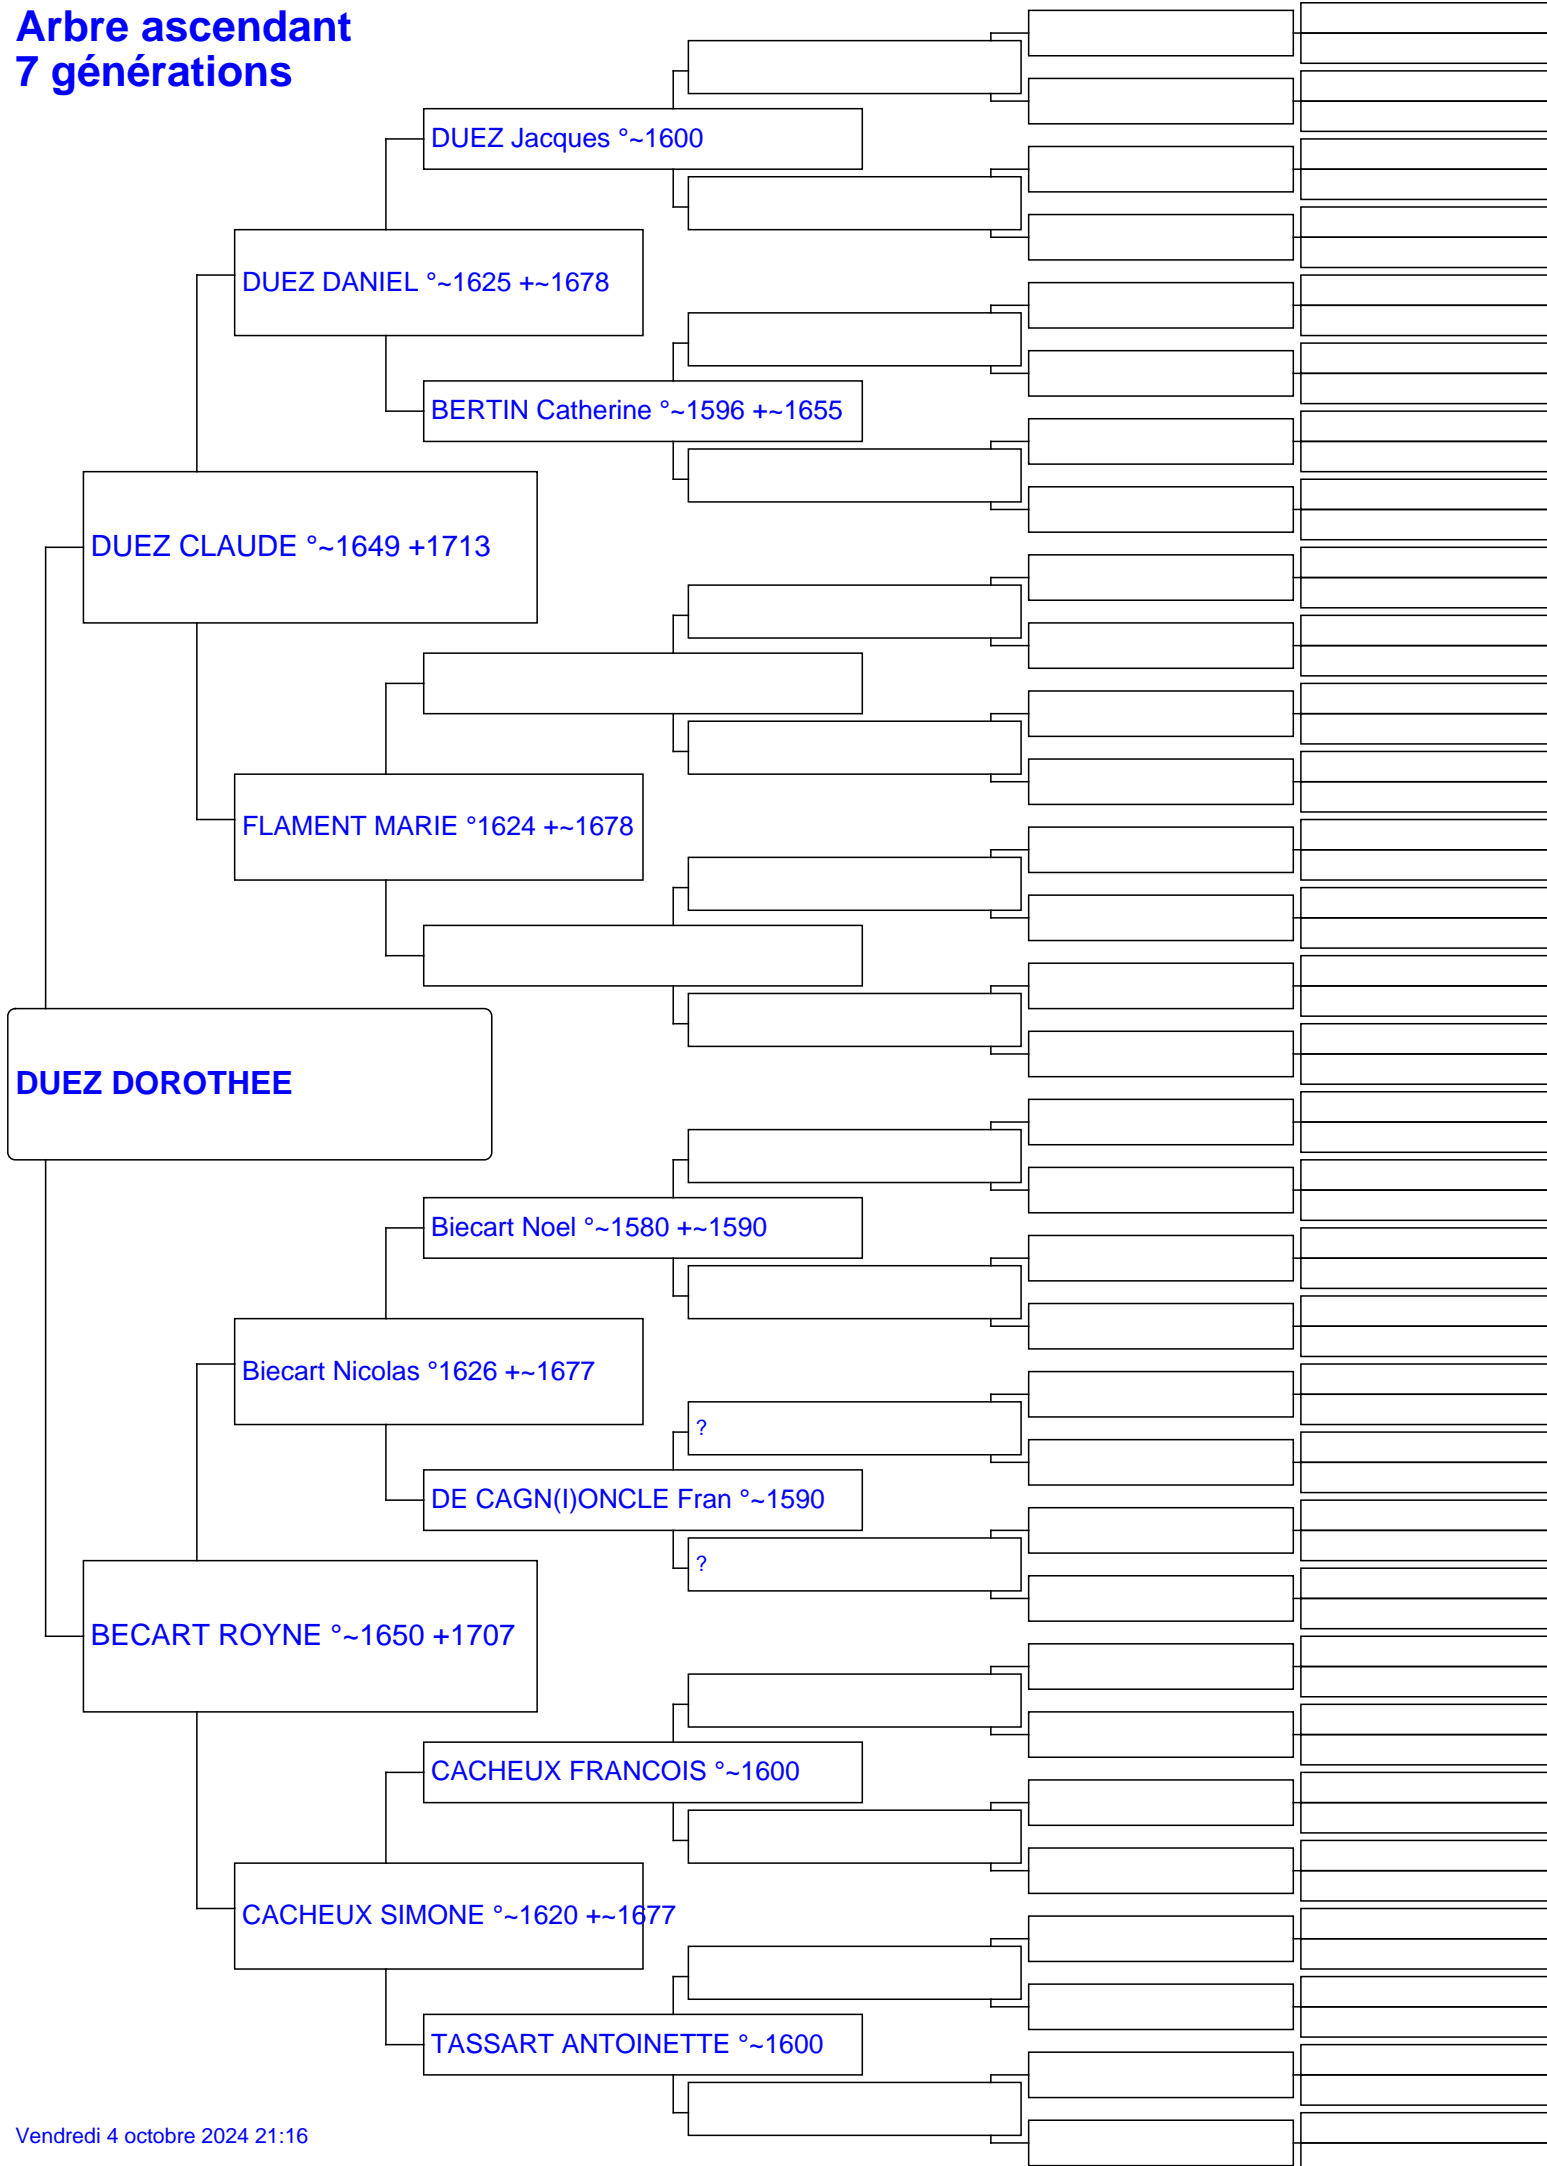 Arbre ascendant
7 générations
DUEZ Jacques °~1600
DUEZ DANIEL °~1625 +~1678
BERTIN Catherine °~1596 +~1655
DUEZ CLAUDE °~1649 +1713
FLAMENT MARIE °1624 +~1678
DUEZ DOROTHEE
Biecart Noel °~1580 +~1590
Biecart Nicolas °1626 +~1677
?
DE CAGN(I)ONCLE Fran °~1590
?
BECART ROYNE °~1650 +1707
CACHEUX FRANCOIS °~1600
CACHEUX SIMONE °~1620 +~1677
TASSART ANTOINETTE °~1600
Vendredi 4 octobre 2024 21:16